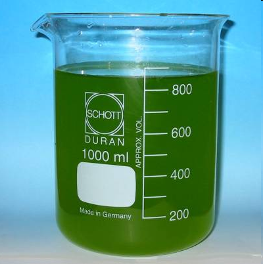 SCHOTT
DURAN
1000 ml
Made in Germany
APPROX. VOL.
800
600
400
200